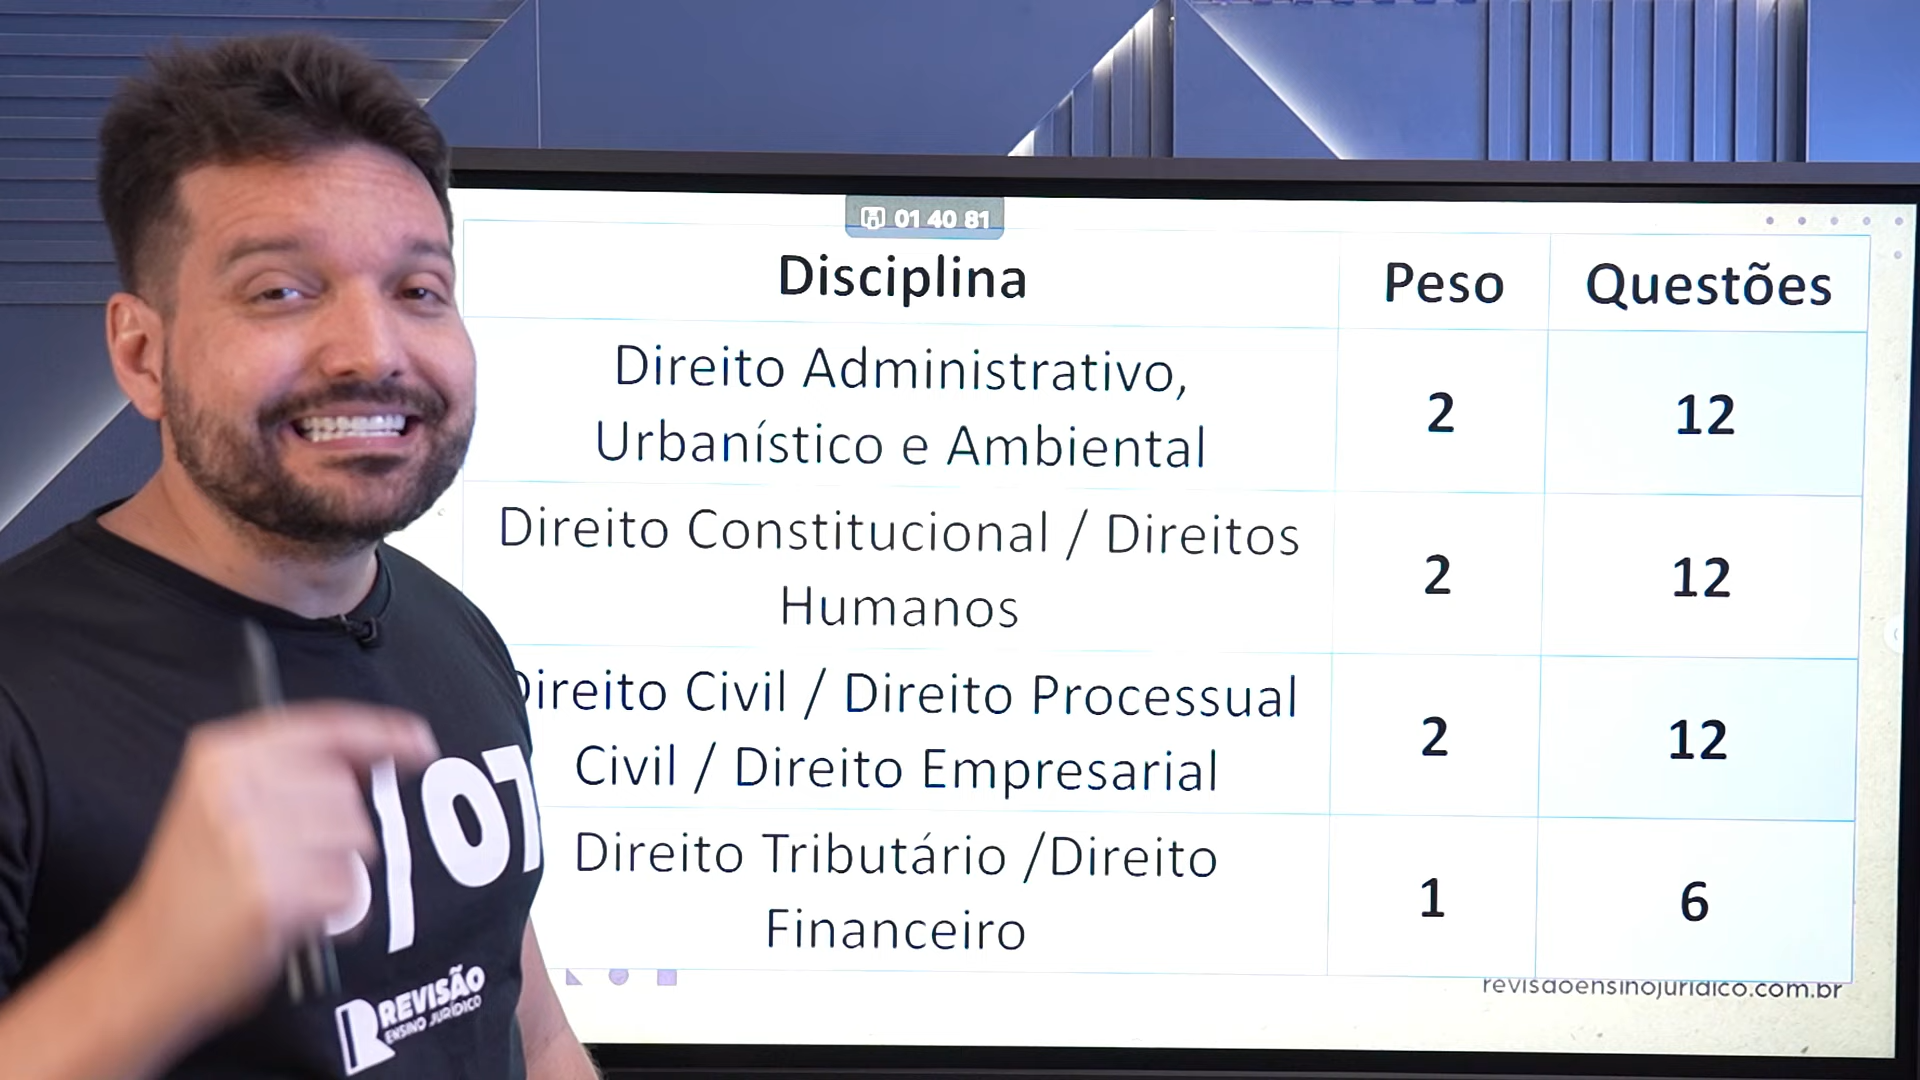 01 40 81
Disciplina Peso Questões
Direito Administrativo,
Urbanístico e Ambiental
2 12
Direito Constitucional / Direitos
Humanos
2 12
Direito Civil / Direito Processual
Civil / Direito Empresarial
2 12
Direito Tributário /Direito
Financeiro
1 6
revisaoensinojuridico.com.br
/07
REVISÃO
ENSINO JURÍDICO